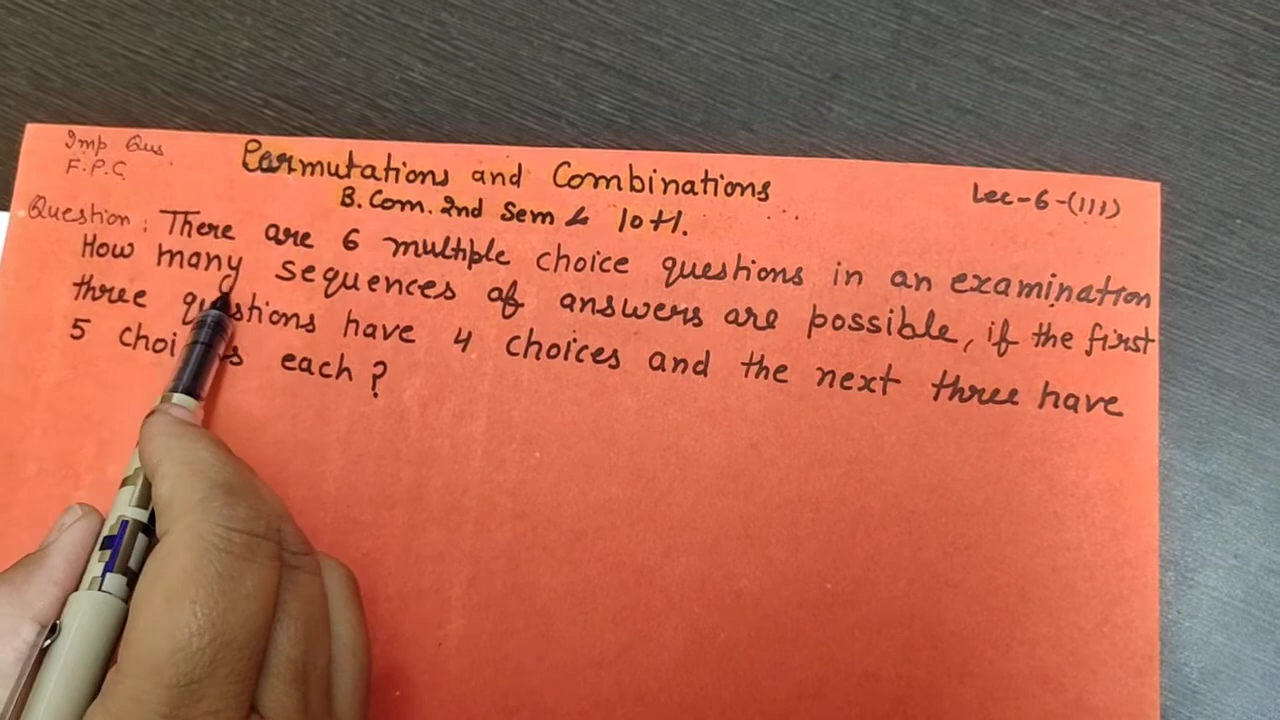 Imp Qus.
F.P.C
Permutations and Combinations
Lec-6-(111)
B. Com. 2nd Sem & 10+1.
Question: There are 6 multiple choice questions in an examination
How many sequences of answers are possible, if the first
three questions have 4 choices and the next three have
5 choices each?